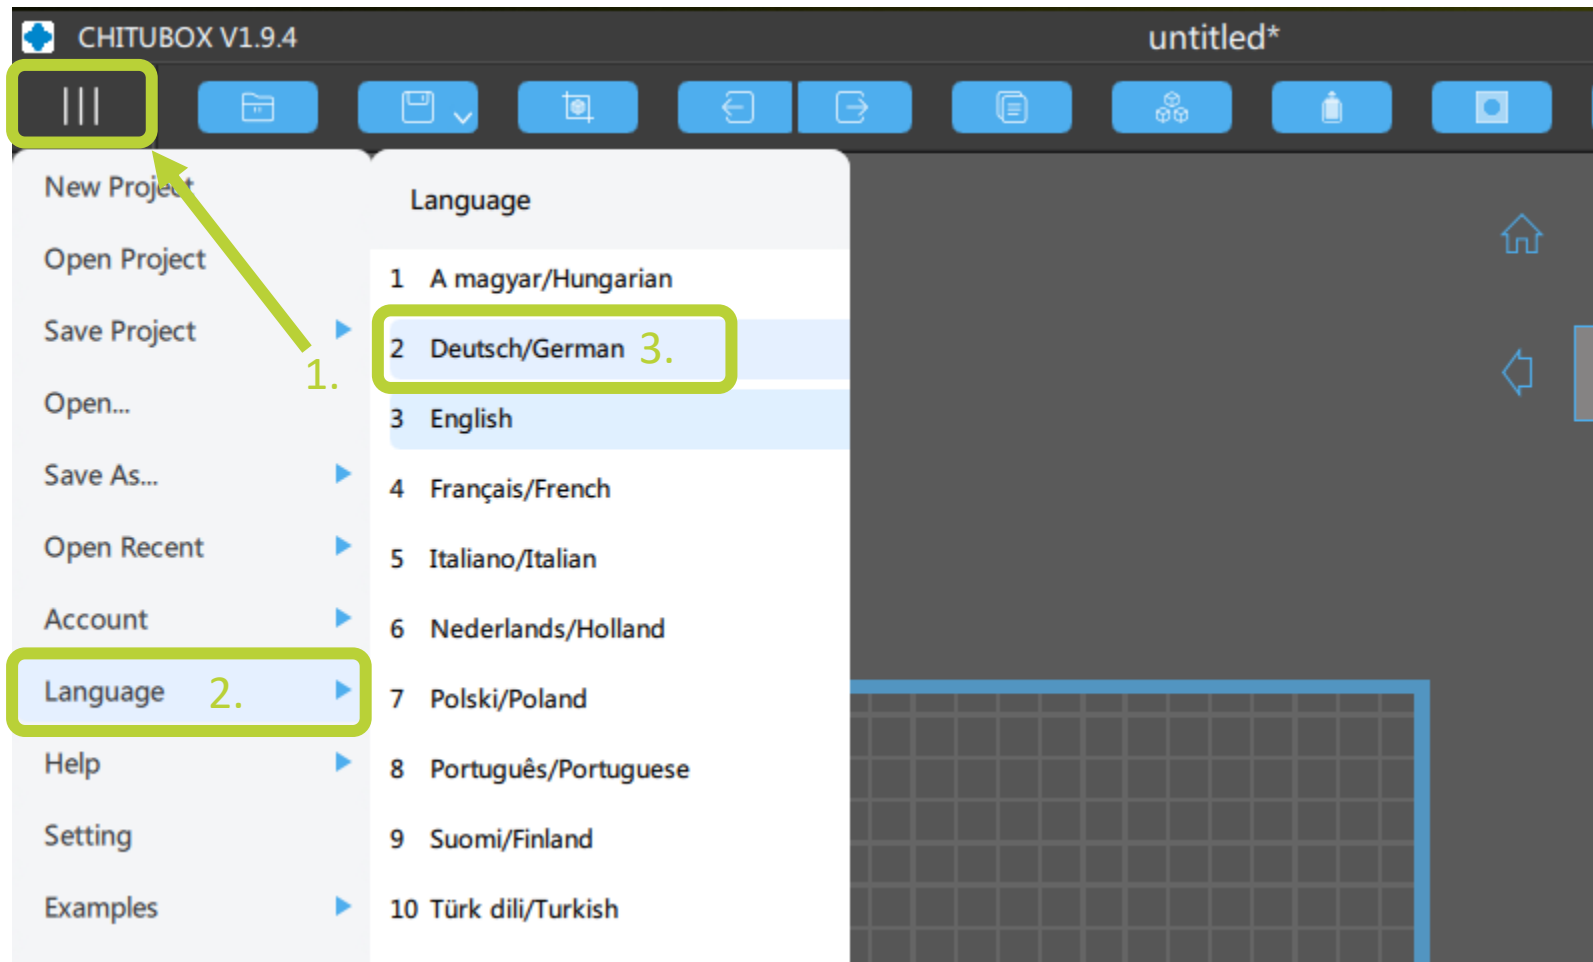 CHITUBOX V1.9.4
untitled*
New Project
Open Project
Save Project
1.
Open...
Save As...
Open Recent
Account
Language 2.
Help
Setting
Examples
Language
1 A magyar/Hungarian
2 Deutsch/German 3.
3 English
4 Français/French
5 Italiano/Italian
6 Nederlands/Holland
7 Polski/Poland
8 Português/Portuguese
9 Suomi/Finland
10 Türk dili/Turkish